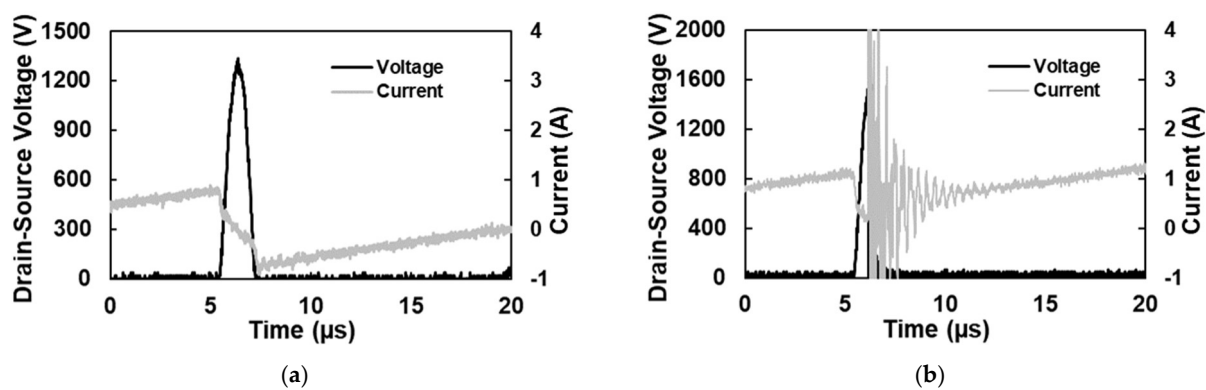 Drain-Source Voltage (V)
1500
1200
900
600
300
0
Voltage
Current
4
3
2
1
0
-1
Current (A)
0
5
10
15
20
Time (µs)
(a)
Drain-Source Voltage (V)
2000
1600
1200
800
400
0
Voltage
Current
4
3
2
1
0
-1
Current (A)
0
5
10
15
20
Time (µs)
(b)